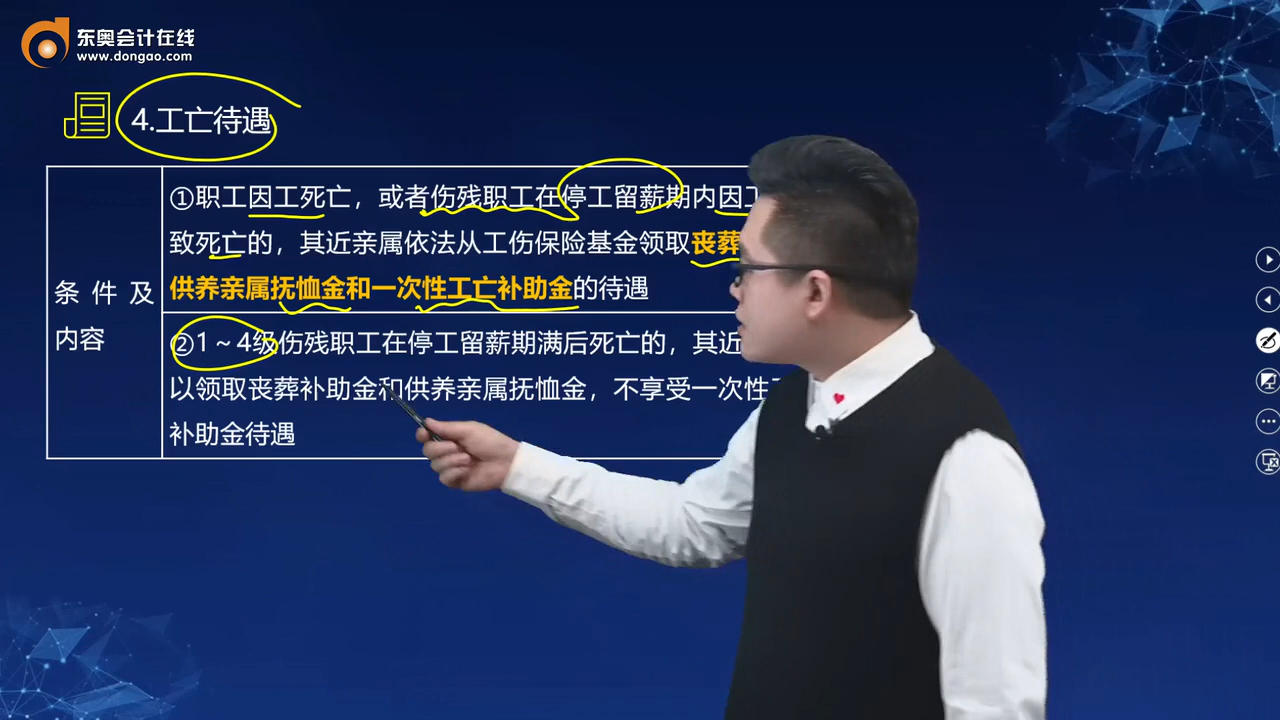 东奥会计在线
www.dongao.com
4.工亡待遇
①职工因工死亡，或者伤残职工在停工留薪期内因工
致死亡的，其近亲属依法从工伤保险基金领取丧葬
供养亲属抚恤金和一次性工亡补助金的待遇
条件及
内容
②1～4级伤残职工在停工留薪期满后死亡的，其近
以领取丧葬补助金和供养亲属抚恤金，不享受一次性
补助金待遇